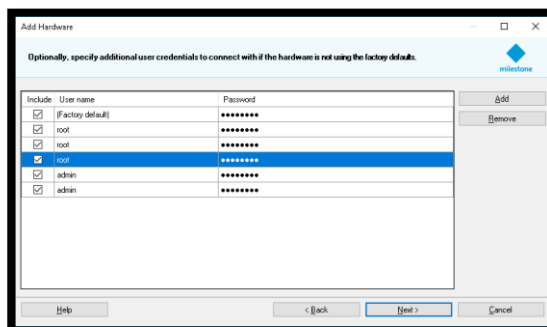 Add Hardware
Optionally, specify additional user credentials to connect with if the hardware is not using the factory defaults.
milestone
Include User name Password Add
(Factory default) ●●●●●●●● Remove
root ●●●●●●●●
root ●●●●●●●●
root ●●●●●●●●
admin ●●●●●●●●
admin ●●●●●●●●
Help < Back Next > Cancel